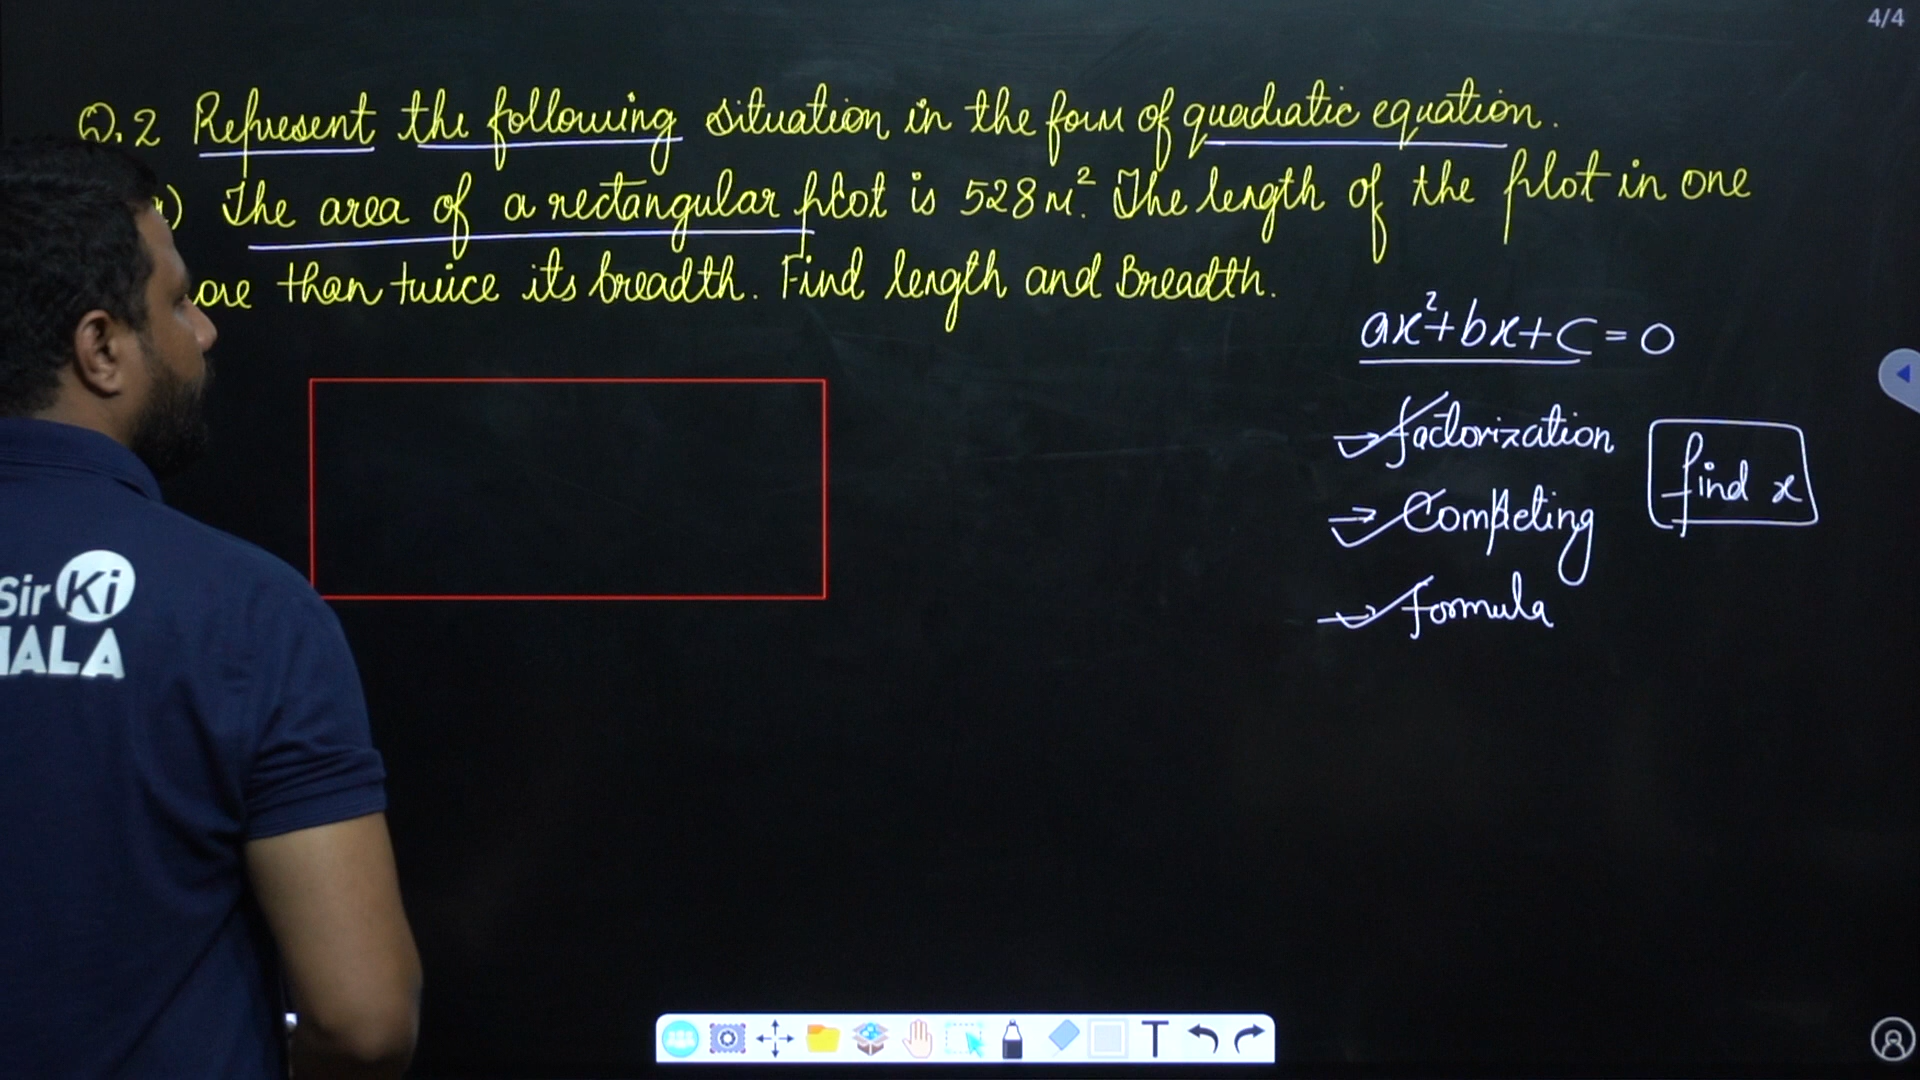 4/4
Q.2 Represent the following situation in the form of quadratic equation.
) The area of a rectangular plot is 528 m². The length of the plot in one
ore than twice its breadth. Find length and Breadth.
ax²+bx+c=0
→ factorization
find x
→ Completing
→ formula
Sir Ki
T